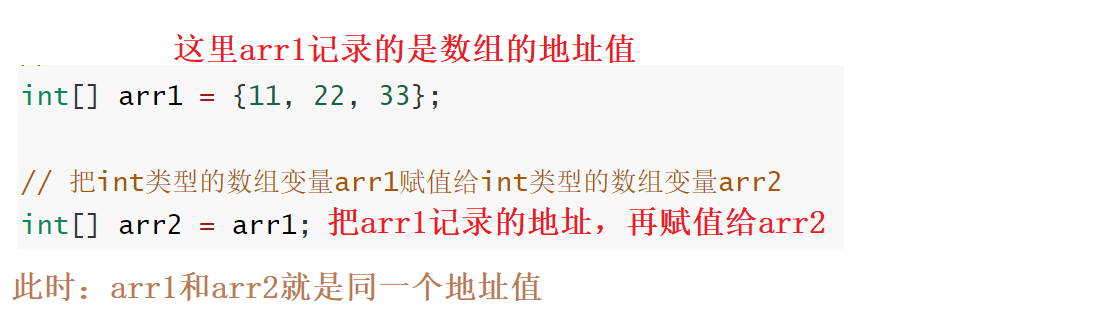 这里arr1记录的是数组的地址值
int[] arr1 = {11, 22, 33};
// 把int类型的数组变量arr1赋值给int类型的数组变量arr2
int[] arr2 = arr1; 把arr1记录的地址，再赋值给arr2
此时：arr1和arr2就是同一个地址值